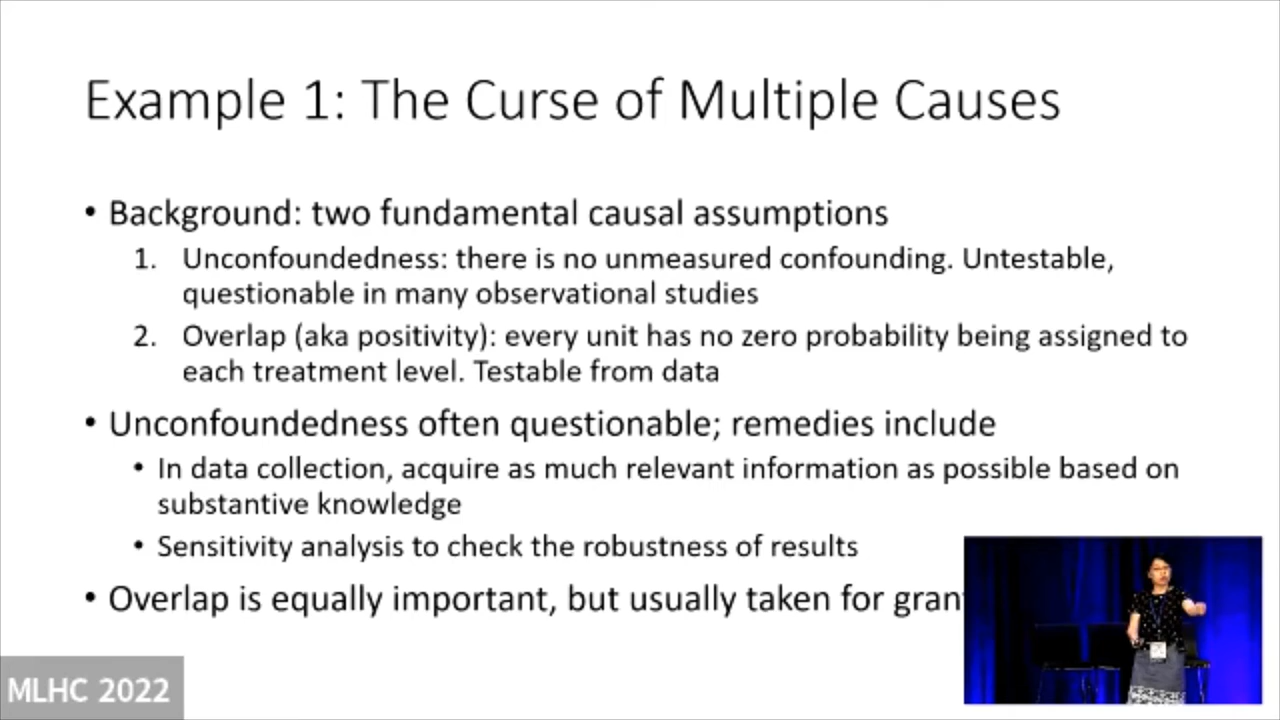 Example 1: The Curse of Multiple Causes
• Background: two fundamental causal assumptions
1. Unconfoundedness: there is no unmeasured confounding. Untestable,
questionable in many observational studies
2. Overlap (aka positivity): every unit has no zero probability being assigned to
each treatment level. Testable from data
• Unconfoundedness often questionable; remedies include
• In data collection, acquire as much relevant information as possible based on
substantive knowledge
• Sensitivity analysis to check the robustness of results
• Overlap is equally important, but usually taken for gran
MLHC 2022